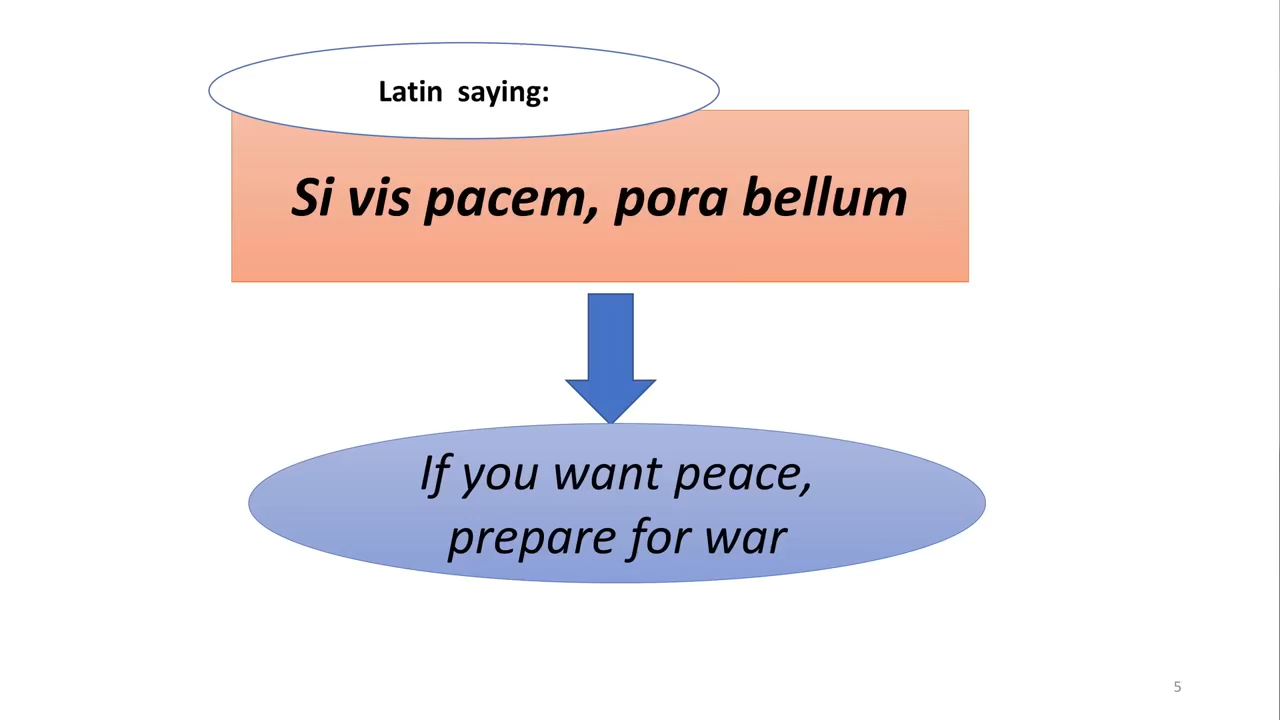 Latin  saying:
Si vis pacem, pora bellum
If you want peace,
prepare for war
5